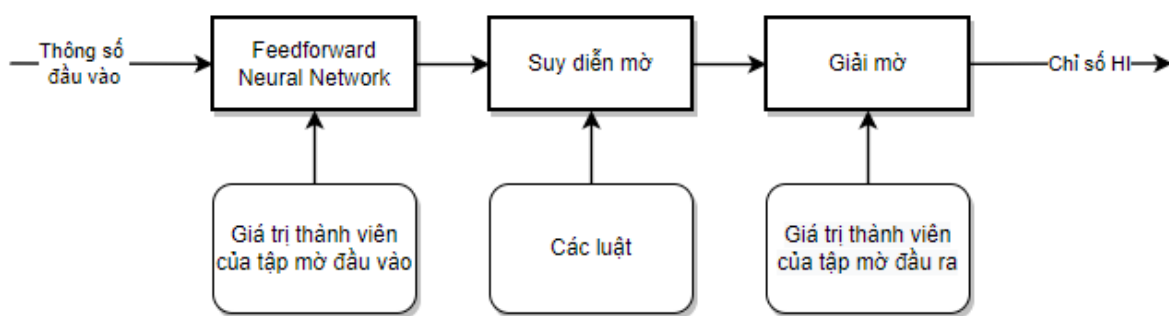 Thông số
đầu vào
Feedforward
Neural Network
Suy diễn mờ
Giải mờ
Chỉ số HI
Giá trị thành viên
của tập mờ đầu vào
Các luật
Giá trị thành viên
của tập mờ đầu ra